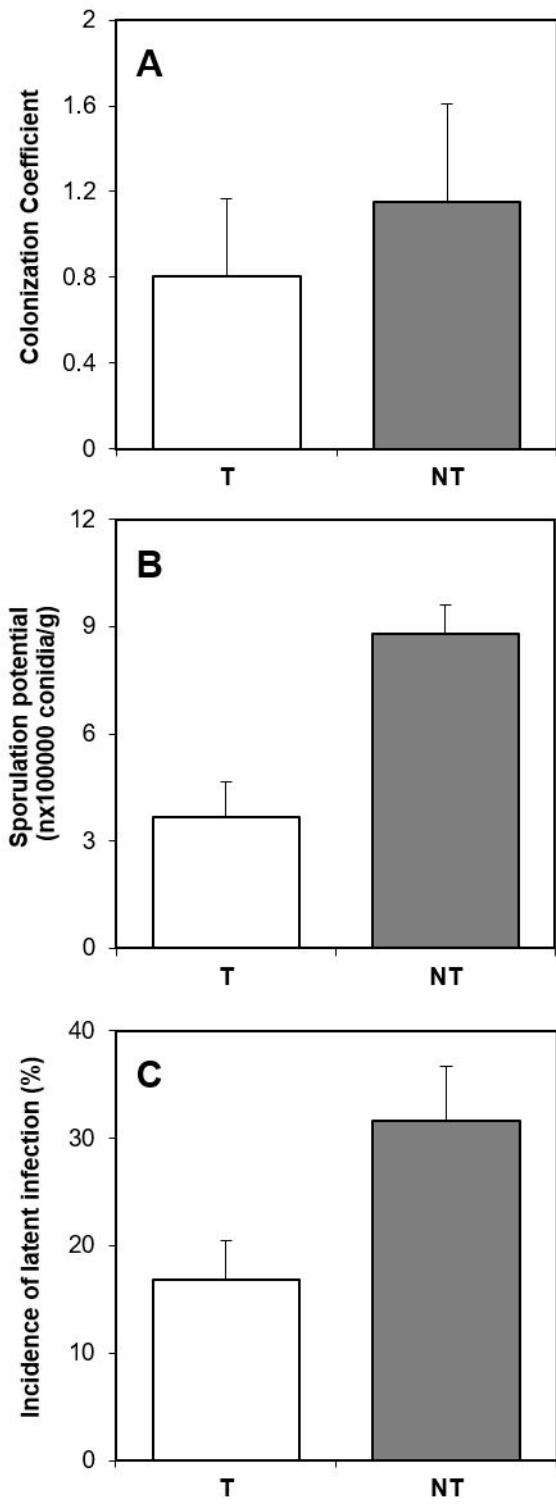 A
Colonization Coefficient
2
1.6
1.2
0.8
0.4
0
T NT
B
Sporulation potential
(nx100000 conidia/g)
12
9
6
3
0
T NT
C
Incidence of latent infection (%)
40
30
20
10
0
T NT